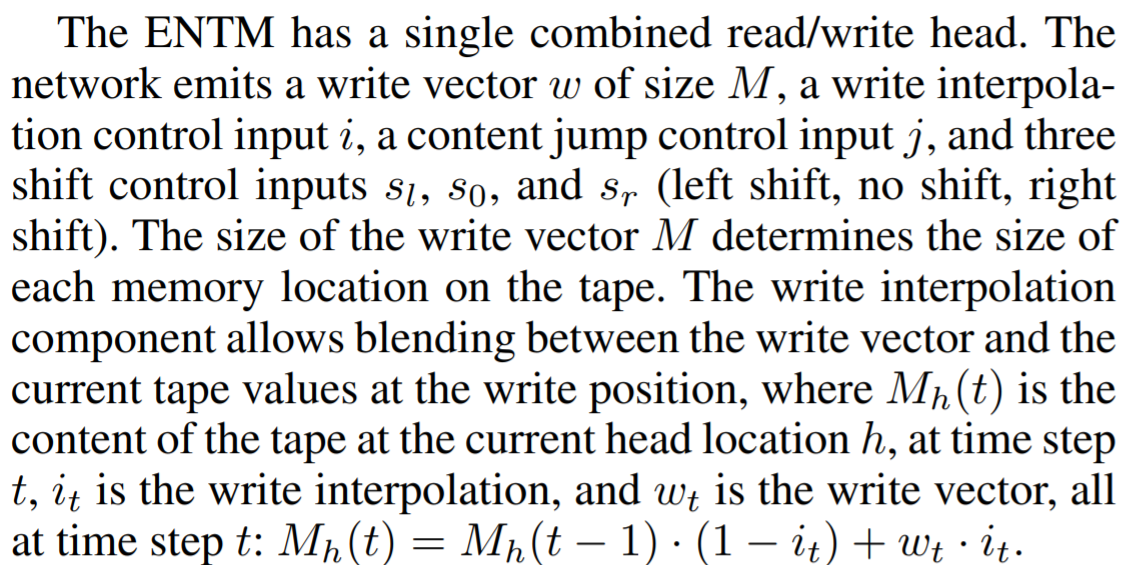 The ENTM has a single combined read/write head. The
network emits a write vector w of size M, a write interpola-
tion control input i, a content jump control input j, and three
shift control inputs s_l, s_0, and s_r (left shift, no shift, right
shift). The size of the write vector M determines the size of
each memory location on the tape. The write interpolation
component allows blending between the write vector and the
current tape values at the write position, where M_h(t) is the
content of the tape at the current head location h, at time step
t, i_t is the write interpolation, and w_t is the write vector, all
at time step t: M_h(t) = M_h(t − 1) · (1 − i_t) + w_t · i_t.